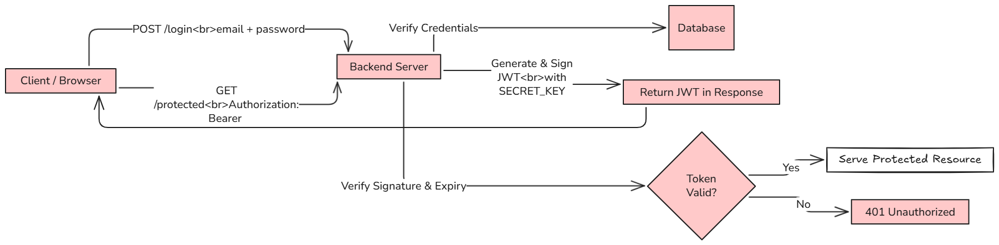 POST /login<br>email + password
Verify Credentials
Database
Client / Browser
Backend Server
Generate & Sign
JWT<br>with
SECRET_KEY
GET
/protected<br>Authorization:
Bearer
Return JWT in Response
Verify Signature & Expiry
Token
Valid?
Yes
Serve Protected Resource
No
401 Unauthorized